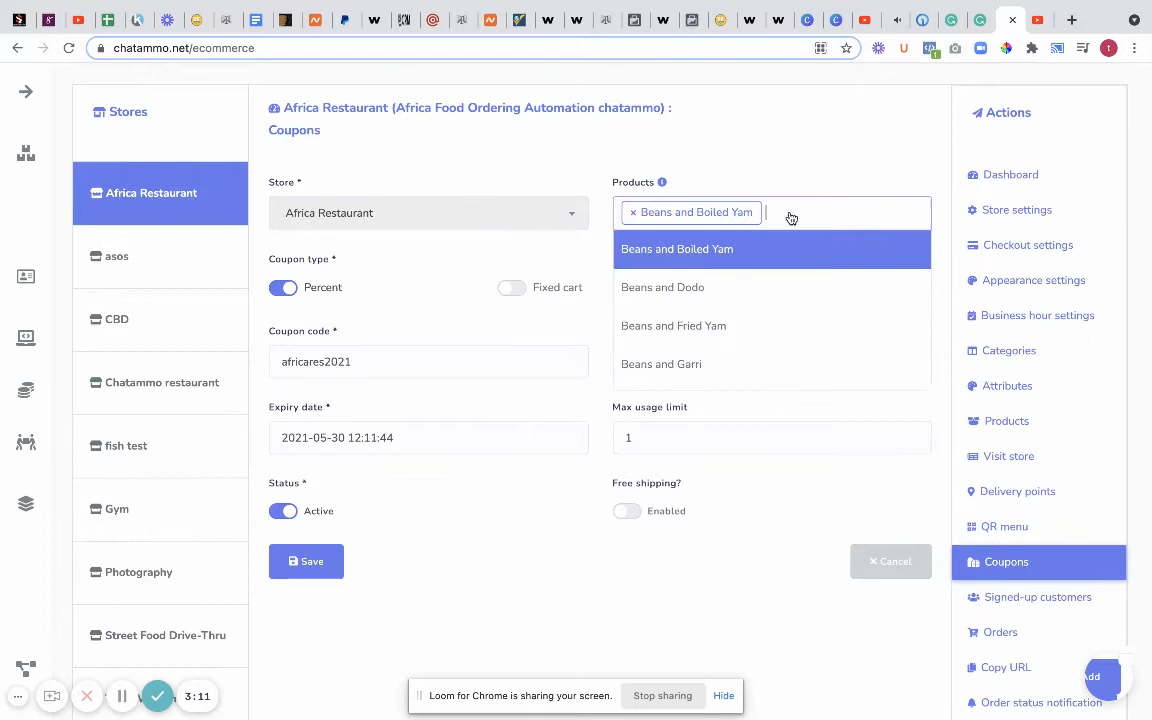 chatammo.net/ecommerce
Stores
Africa Restaurant
asos
CBD
Chatammo restaurant
fish test
Gym
Photography
Street Food Drive-Thru
Africa Restaurant (Africa Food Ordering Automation chatammo) :
Coupons
Store *
Africa Restaurant
Coupon type *
Percent
Fixed cart
Coupon code *
africares2021
Expiry date *
2021-05-30 12:11:44
Status *
Active
Save
Products
× Beans and Boiled Yam
Beans and Boiled Yam
Beans and Dodo
Beans and Fried Yam
Beans and Garri
Max usage limit
1
Free shipping?
Enabled
Cancel
Actions
Dashboard
Store settings
Checkout settings
Appearance settings
Business hour settings
Categories
Attributes
Products
Visit store
Delivery points
QR menu
Coupons
Signed-up customers
Orders
Copy URL
Add
Order status notification
3:11
Loom for Chrome is sharing your screen.
Stop sharing
Hide